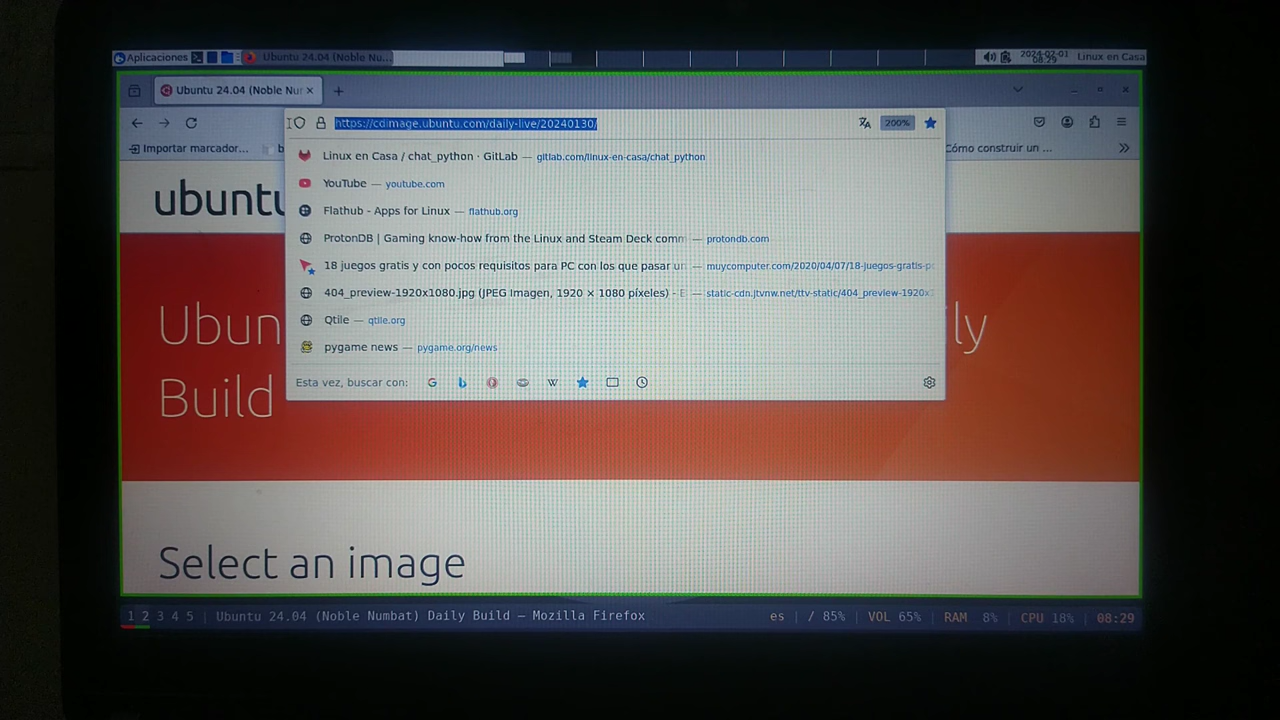 Aplicaciones Ubuntu 24.04 (Noble Nu... 2024-02-01 08:29 Linux en Casa
Ubuntu 24.04 (Noble Nu
https://cdimage.ubuntu.com/daily-live/20240130/ 200%
Importar marcador... Cómo construir un ...
Linux en Casa / chat_python · GitLab — gitlab.com/linux-en-casa/chat_python
YouTube — youtube.com
Flathub - Apps for Linux — flathub.org
ProtonDB | Gaming know-how from the Linux and Steam Deck comm — protondb.com
18 juegos gratis y con pocos requisitos para PC con los que pasar un — muycomputer.com/2020/04/07/18-juegos-gratis-p
404_preview-1920x1080.jpg (JPEG Imagen, 1920 × 1080 píxeles) - E — static-cdn.jtvnw.net/ttv-static/404_preview-1920x
Qtile — qtile.org
pygame news — pygame.org/news
Esta vez, buscar con:
ubuntu
Ubun ly
Build
Select an image
1 2 3 4 5 | Ubuntu 24.04 (Noble Numbat) Daily Build — Mozilla Firefox es | / 85% | VOL 65% | RAM 8% | CPU 18% | 08:29